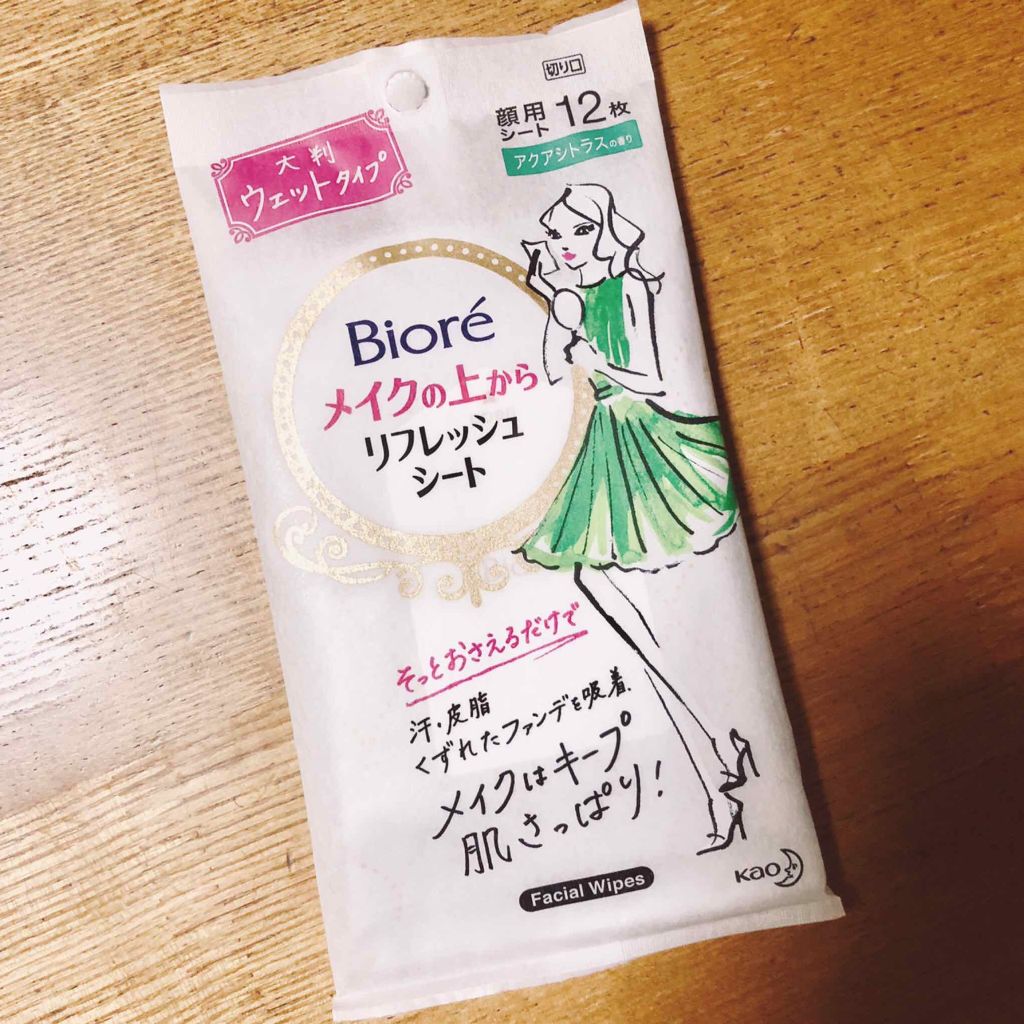 切り口
顔用
シート
12枚
アクアシトラスの香り
大判
ウェットタイプ
Bioré
メイクの上から
リフレッシュ
シート
そっとおさえるだけで
汗・皮脂
くずれたファンデを吸着、
メイクはキープ
肌さっぱり!
Facial Wipes
Kao